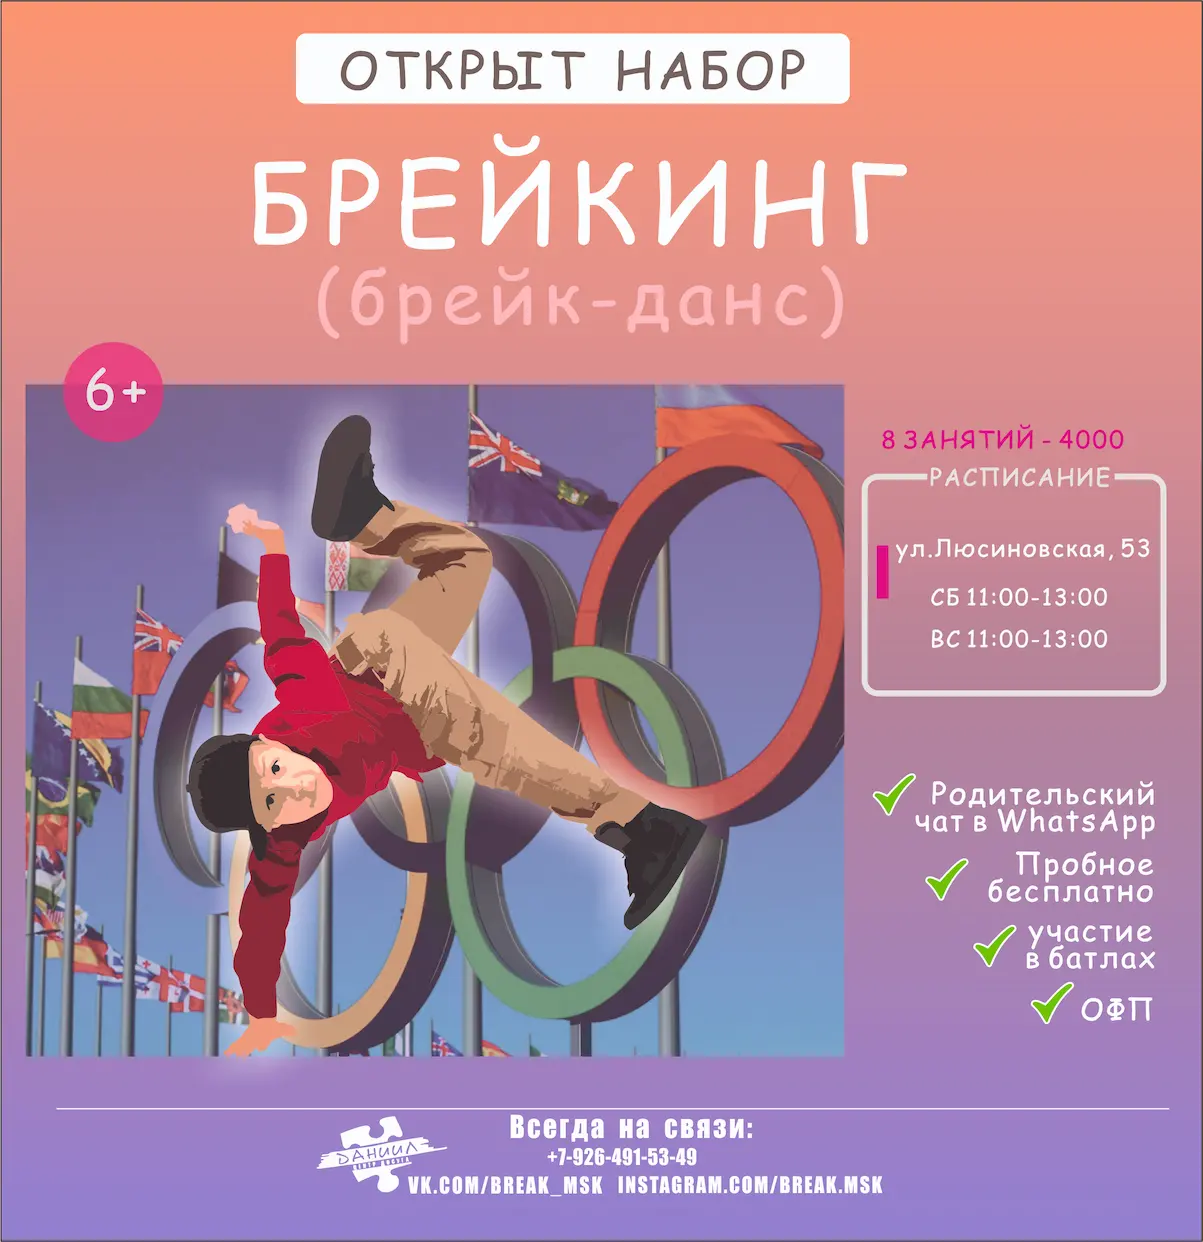 ОТКРЫТ НАБОР
БРЕЙКИНГ
(брейк-данс)
6+
8 ЗАНЯТИЙ - 4000
РАСПИСАНИЕ
ул.Люсиновская, 53
СБ 11:00-13:00
ВС 11:00-13:00
Родительский
чат в WhatsApp
Пробное
бесплатно
участие
в батлах
ОФП
Всегда на связи:
+7-926-491-53-49
ДАНИИЛ
ЦЕНТР ДОСУГА
VK.COM/BREAK_MSK INSTAGRAM.COM/BREAK.MSK